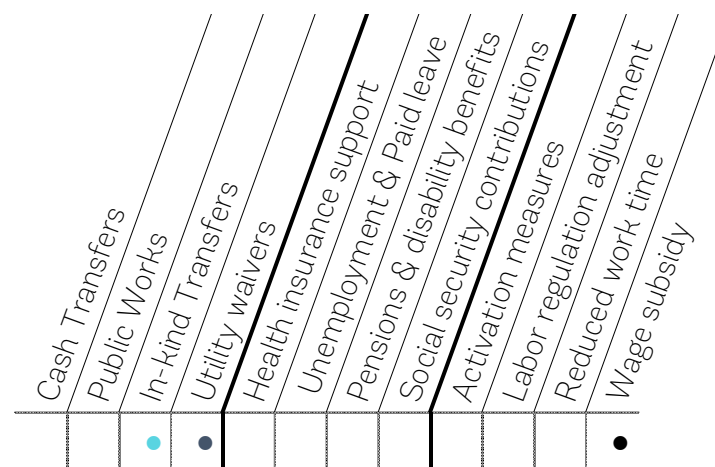 Cash Transfers
Public Works
In-kind Transfers
Utility waivers
Health insurance support
Unemployment & Paid leave
Pensions & disability benefits
Social security contributions
Activation measures
Labor regulation adjustment
Reduced work time
Wage subsidy